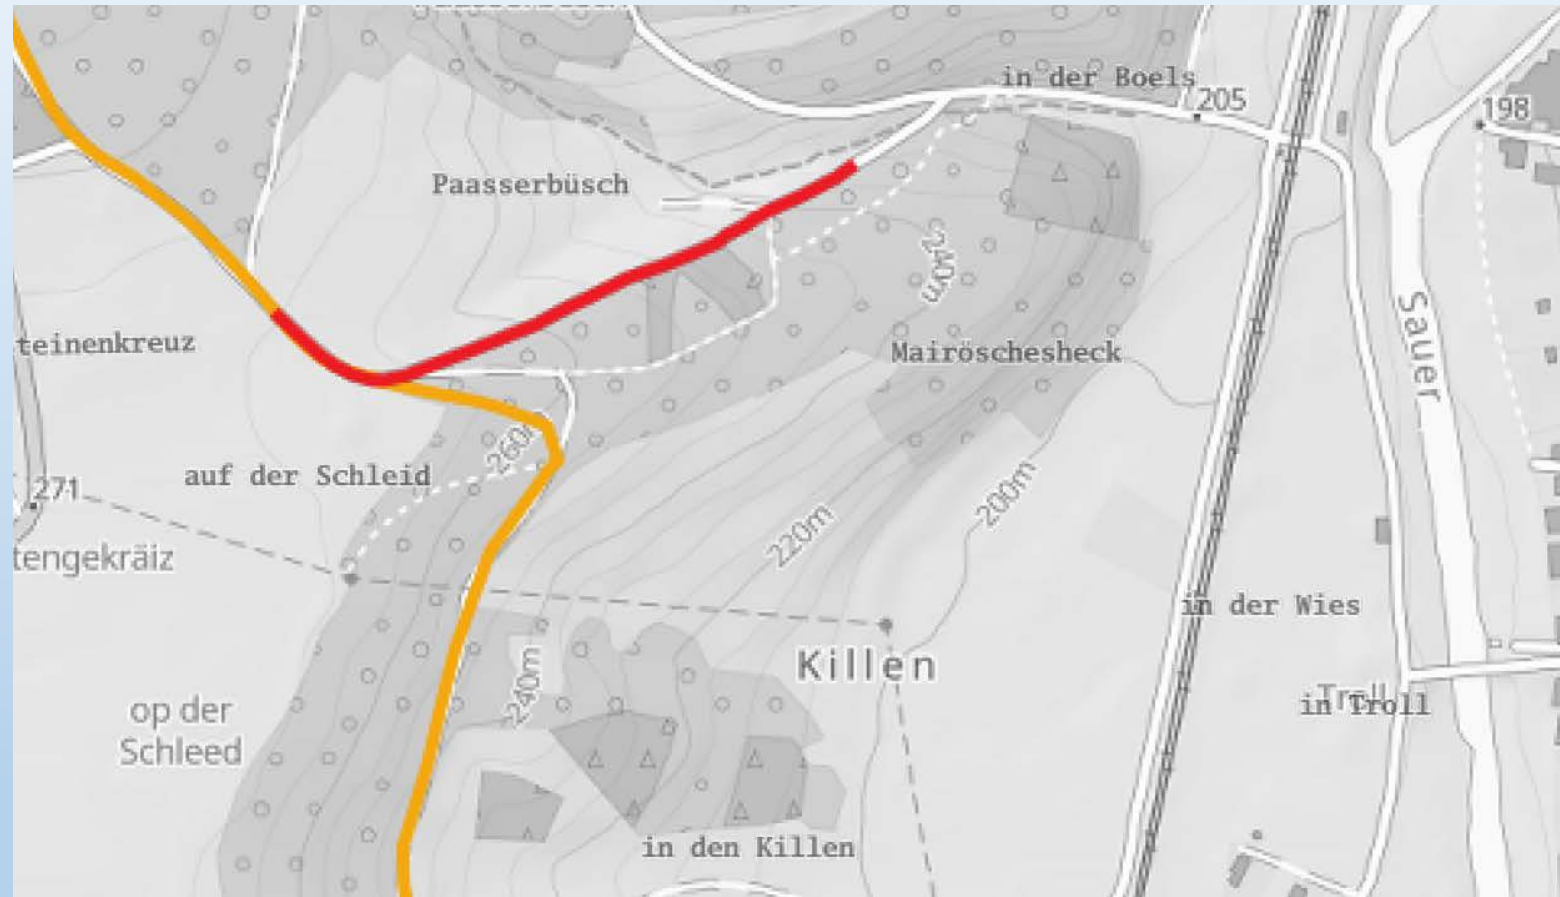 in der Boels
205
198
Paasserbüsch
240m
Sauer
teinenkreuz
Mairöschesheck
260m
auf der Schleid
271
200m
220m
tengekräiz
in der Wies
Killen
240m
op der
Schleed
Troll
in Troll
in den Killen